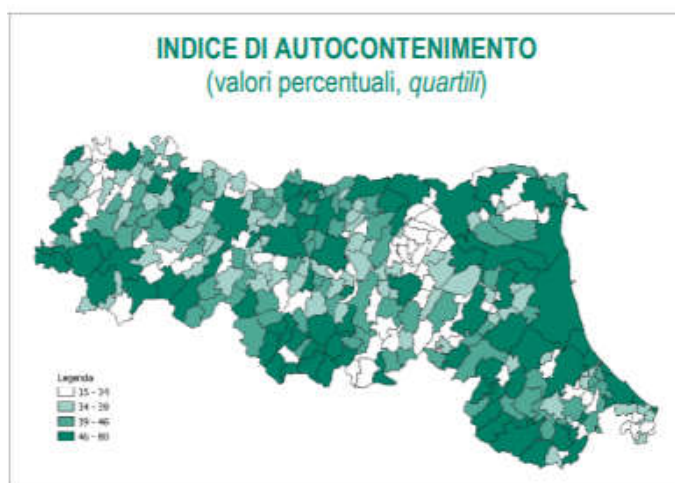 INDICE DI AUTOCONTENIMENTO
(valori percentuali, quartili)
Legenda
15 - 34
34 - 39
39 - 46
46 - 80